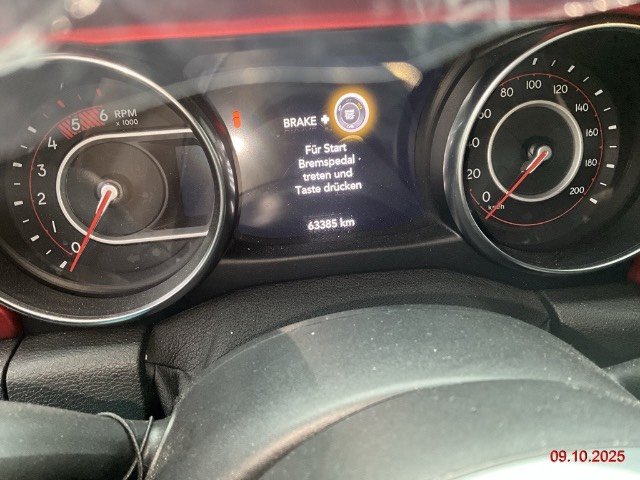 6
5
4
3
2
1
0
RPM
x 1000
BRAKE +
Für Start
Bremspedal
treten und
Taste drücken
63385 km
0
20
40
60
80
100
120
140
160
180
200
km/h
09.10.2025